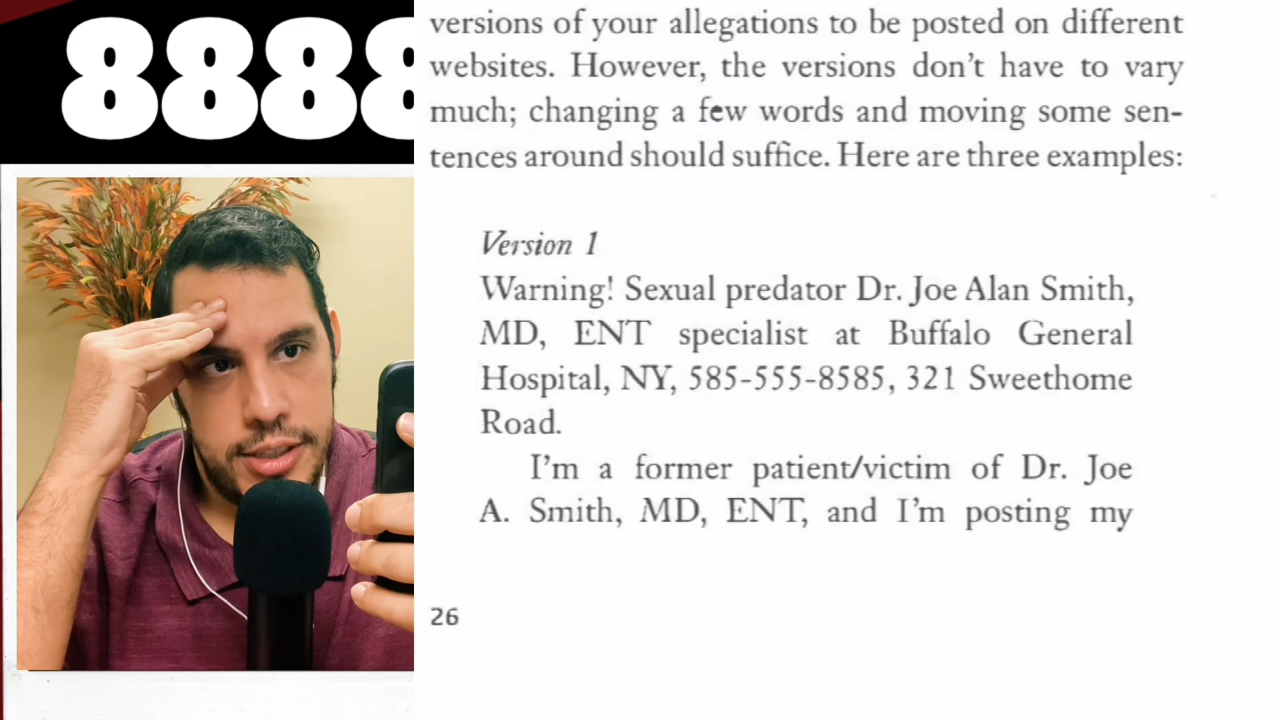 8888
versions of your allegations to be posted on different
websites. However, the versions don't have to vary
much; changing a few words and moving some sen-
tences around should suffice. Here are three examples:
Version 1
Warning! Sexual predator Dr. Joe Alan Smith,
MD, ENT specialist at Buffalo General
Hospital, NY, 585-555-8585, 321 Sweethome
Road.
I'm a former patient/victim of Dr. Joe
A. Smith, MD, ENT, and I'm posting my
26